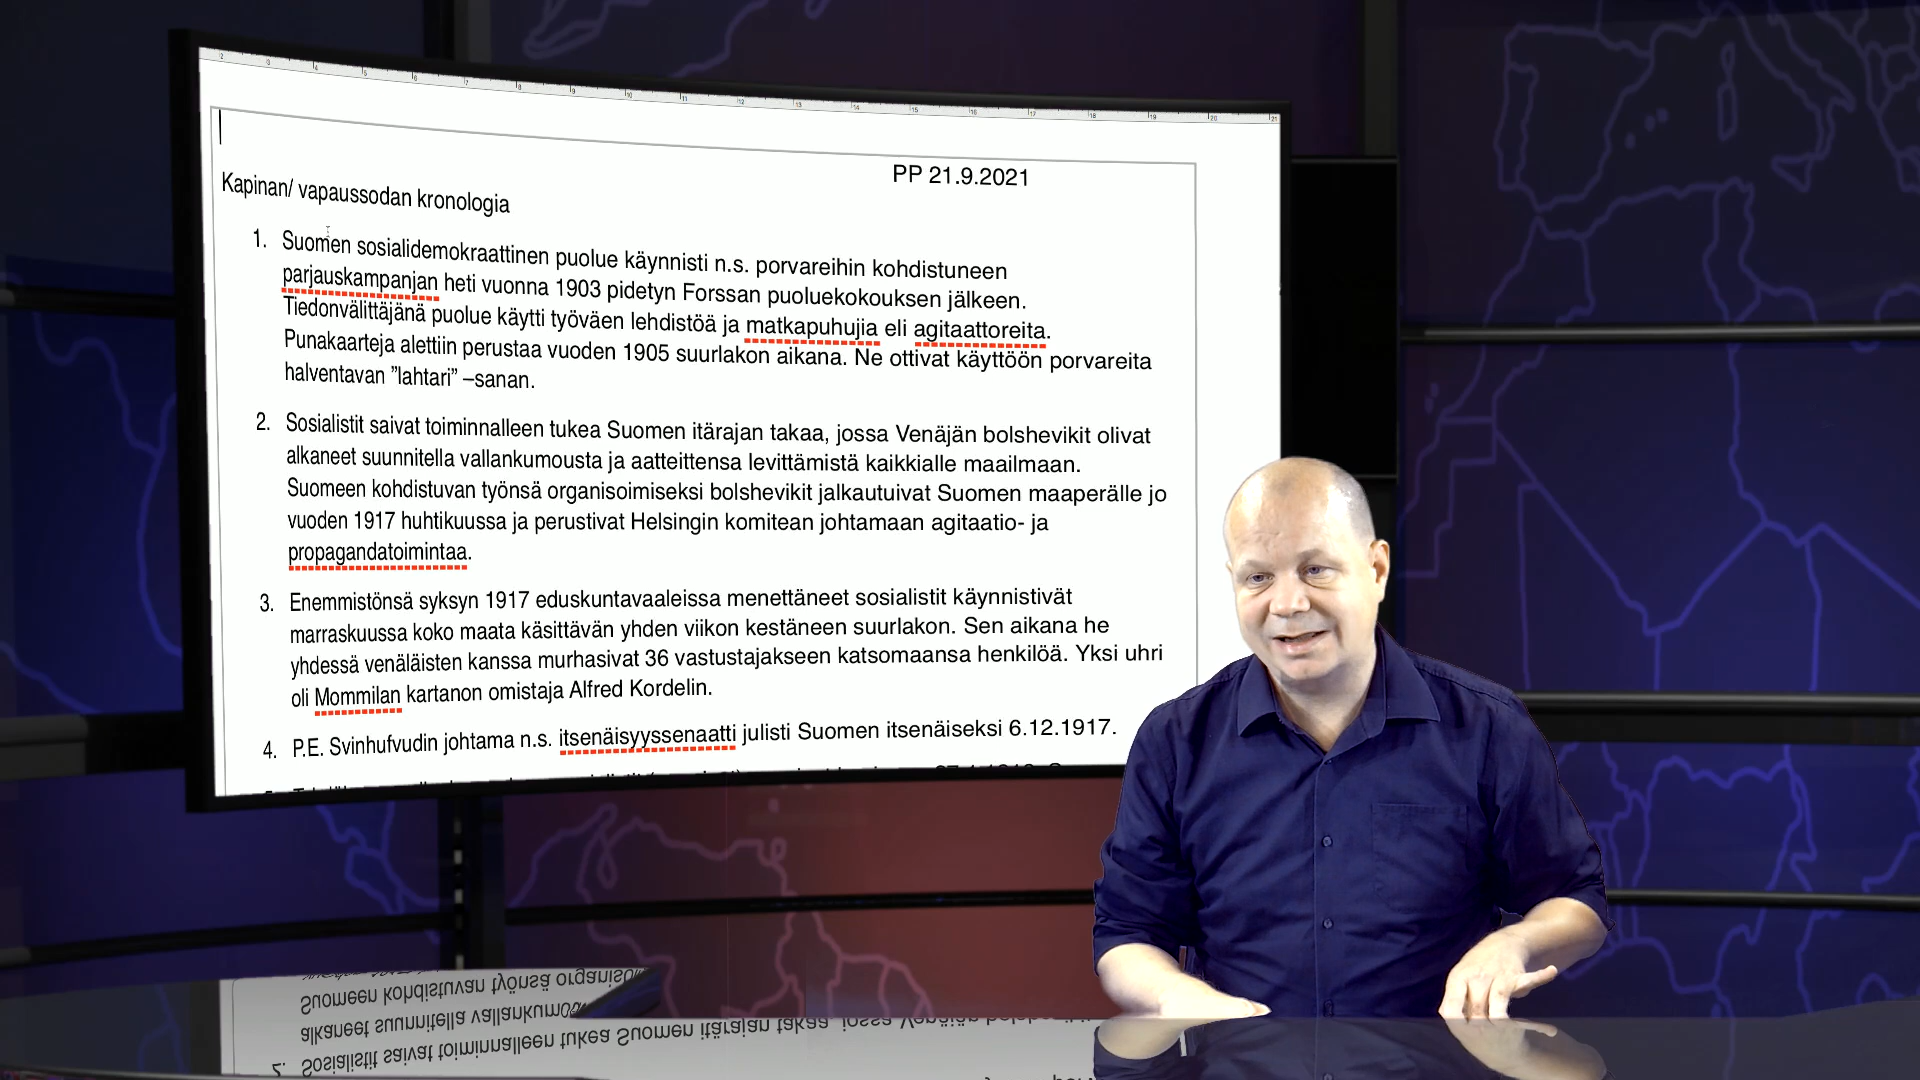 PP 21.9.2021
Kapinan/ vapaussodan kronologia
1. Suomen sosialidemokraattinen puolue käynnisti n.s. porvareihin kohdistuneen
parjauskampanjan heti vuonna 1903 pidetyn Forssan puoluekokouksen jälkeen.
Tiedonvälittäjänä puolue käytti työväen lehdistöä ja matkapuhujia eli agitaattoreita.
Punakaarteja alettiin perustaa vuoden 1905 suurlakon aikana. Ne ottivat käyttöön porvareita
halventavan ”lahtari” –sanan.
2. Sosialistit saivat toiminnalleen tukea Suomen itärajan takaa, jossa Venäjän bolshevikit olivat
alkaneet suunnitella vallankumousta ja aatteittensa levittämistä kaikkialle maailmaan.
Suomeen kohdistuvan työnsä organisoimiseksi bolshevikit jalkautuivat Suomen maaperälle jo
vuoden 1917 huhtikuussa ja perustivat Helsingin komitean johtamaan agitaatio- ja
propagandatoimintaa.
3. Enemmistönsä syksyn 1917 eduskuntavaaleissa menettäneet sosialistit käynnistivät
marraskuussa koko maata käsittävän yhden viikon kestäneen suurlakon. Sen aikana he
yhdessä venäläisten kanssa murhasivat 36 vastustajakseen katsomaansa henkilöä. Yksi uhri
oli Mommilan kartanon omistaja Alfred Kordelin.
4. P.E. Svinhufvudin johtama n.s. itsenäisyyssenaatti julisti Suomen itsenäiseksi 6.12.1917.